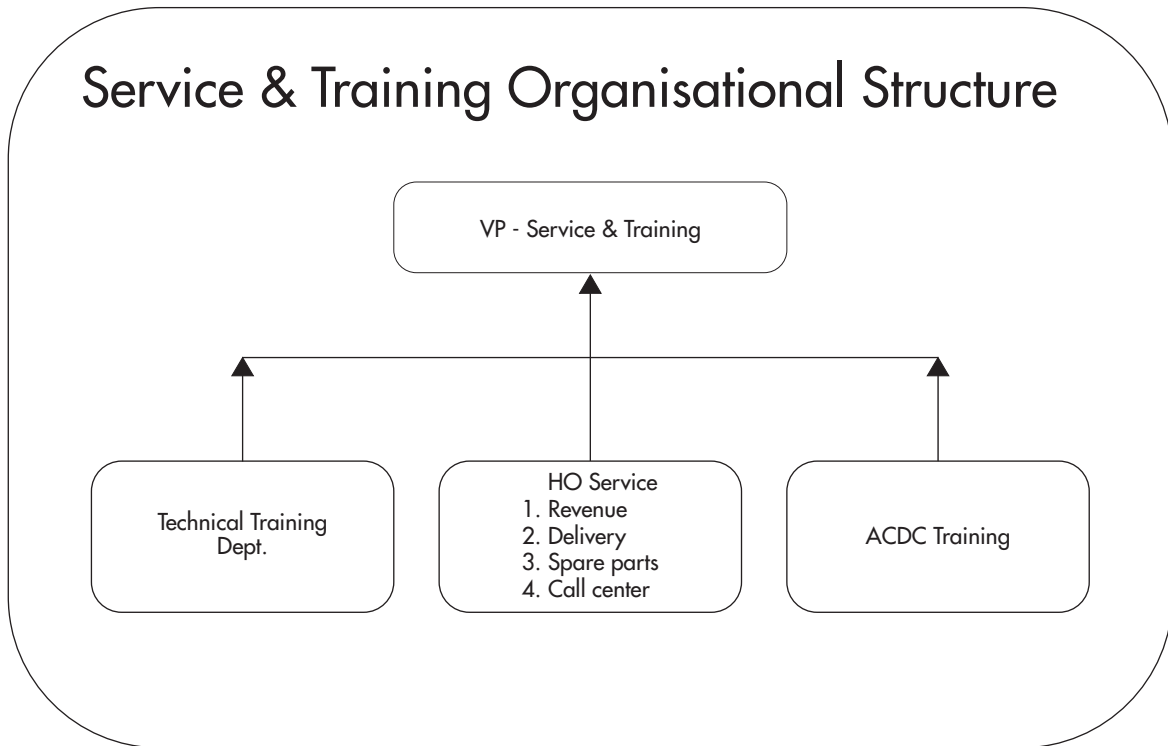 Service & Training Organisational Structure
VP - Service & Training
Technical Training
Dept.
HO Service
1. Revenue
2. Delivery
3. Spare parts
4. Call center
ACDC Training